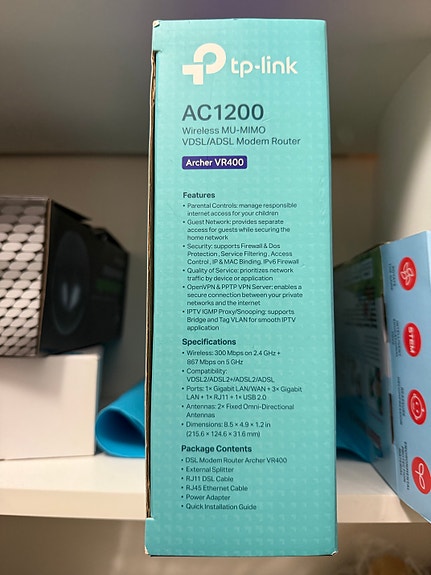 tp-link
AC1200
Wireless MU-MIMO
VDSL/ADSL Modem Router
Archer VR400
Features
• Parental Controls: manage responsible
internet access for your children
• Guest Network: provides separate
access for guests while securing the
home network
• Security: supports Firewall & Dos
Protection , Service Filtering , Access
Control , IP & MAC Binding, IPv6 Firewall
• Quality of Service: prioritizes network
traffic by device or application
• OpenVPN & PPTP VPN Server: enables a
secure connection between your private
networks and the internet
• IPTV IGMP Proxy/Snooping: supports
Bridge and Tag VLAN for smooth IPTV
application
Specifications
• Wireless: 300 Mbps on 2.4 GHz +
867 Mbps on 5 GHz
• Compatibility:
VDSL2/ADSL2+/ADSL2/ADSL
• Ports: 1× Gigabit LAN/WAN + 3× Gigabit
LAN + 1× RJ11 + 1× USB 2.0
• Antennas: 2× Fixed Omni-Directional
Antennas
• Dimensions: 8.5 × 4.9 × 1.2 in
(215.6 × 124.6 × 31.6 mm)
Package Contents
• DSL Modem Router Archer VR400
• External Splitter
• RJ11 DSL Cable
• RJ45 Ethernet Cable
• Power Adapter
• Quick Installation Guide
STEM